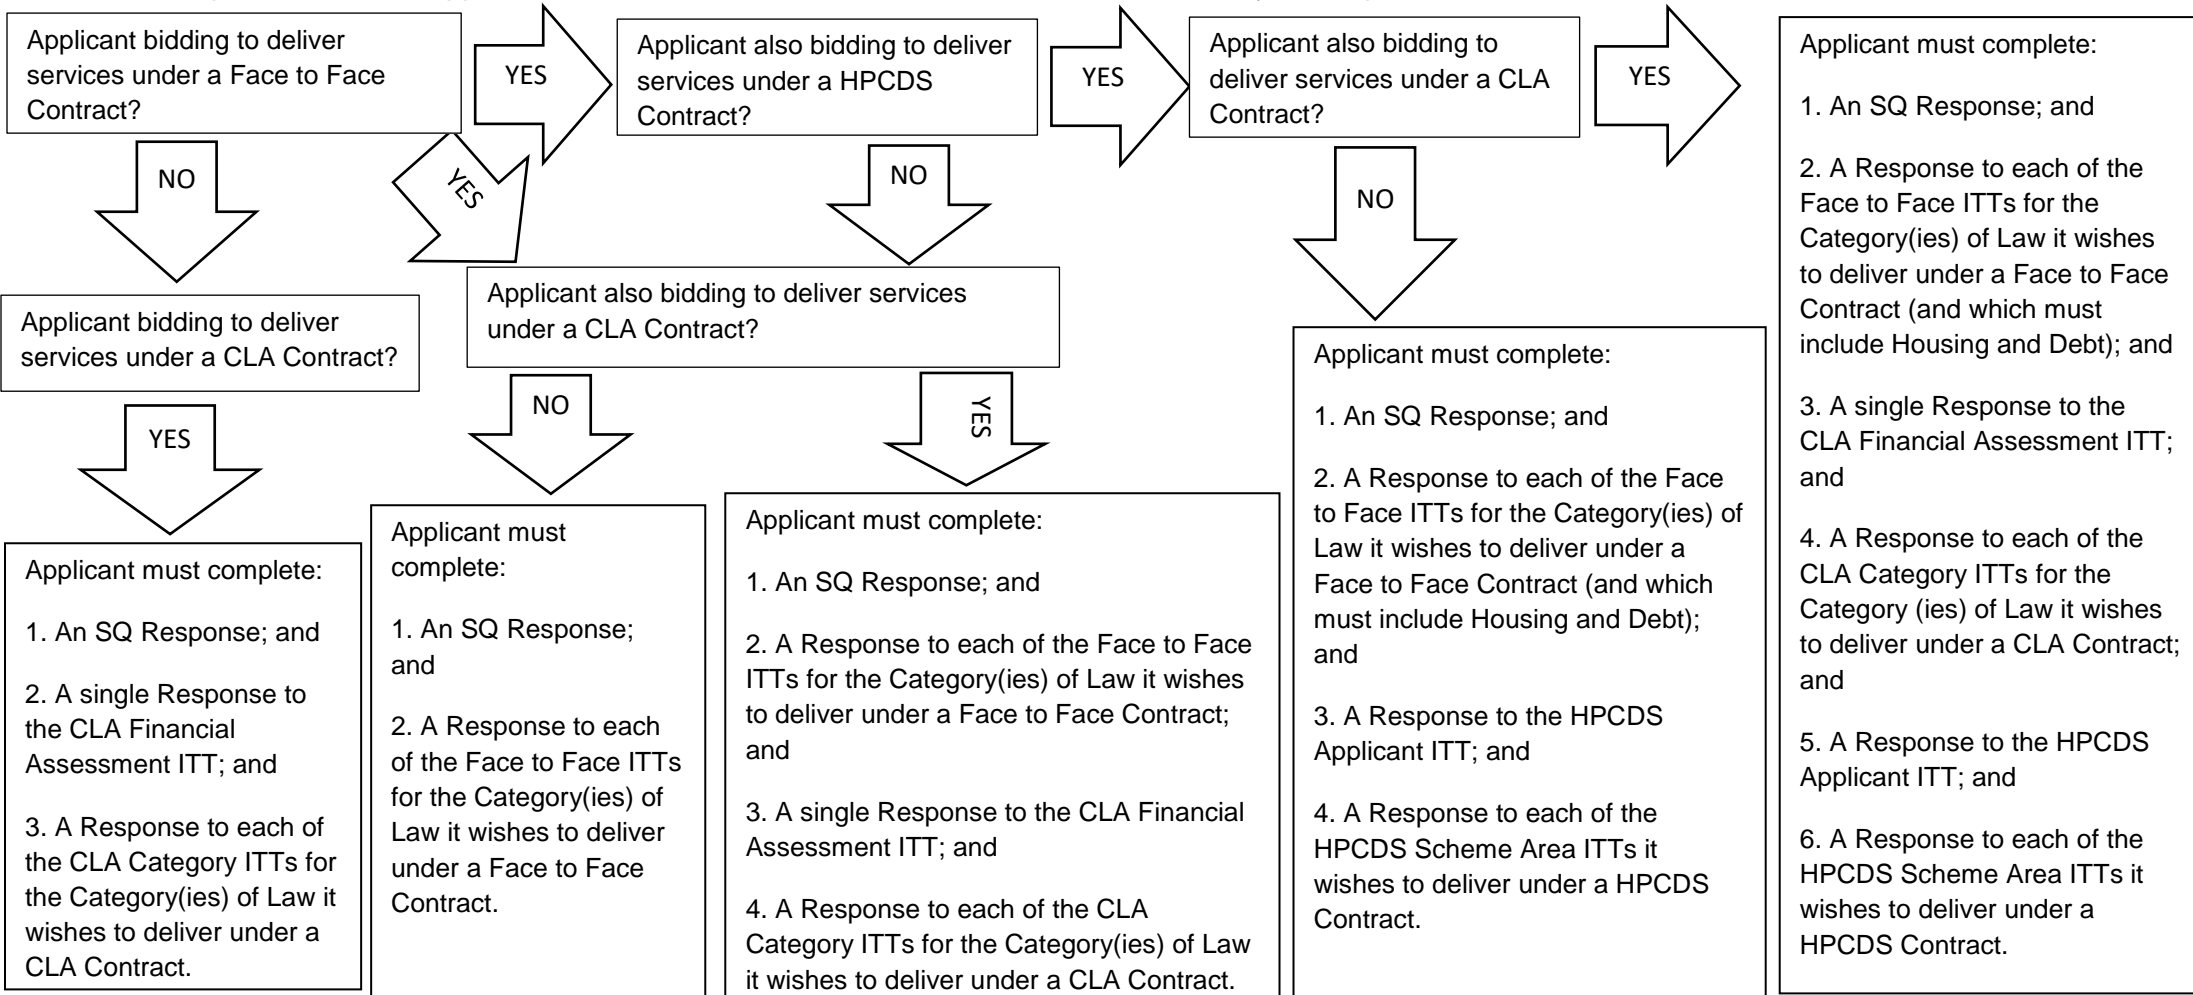 Applicant bidding to deliver
services under a Face to Face
Contract?
YES
Applicant also bidding to deliver
services under a HPCDS
Contract?
YES
Applicant also bidding to
deliver services under a CLA
Contract?
YES
NO
YES
NO
NO
Applicant bidding to deliver
services under a CLA Contract?
Applicant also bidding to deliver services
under a CLA Contract?
YES
NO
YES
Applicant must complete:
1. An SQ Response; and
2. A single Response to
the CLA Financial
Assessment ITT; and
3. A Response to each of
the CLA Category ITTs for
the Category(ies) of Law it
wishes to deliver under a
CLA Contract.
Applicant must
complete:
1. An SQ Response;
and
2. A Response to each
of the Face to Face ITTs
for the Category(ies) of
Law it wishes to deliver
under a Face to Face
Contract.
Applicant must complete:
1. An SQ Response; and
2. A Response to each of the Face to Face
ITTs for the Category(ies) of Law it wishes
to deliver under a Face to Face Contract;
and
3. A single Response to the CLA Financial
Assessment ITT; and
4. A Response to each of the CLA
Category ITTs for the Category(ies) of Law
it wishes to deliver under a CLA Contract.
Applicant must complete:
1. An SQ Response; and
2. A Response to each of the Face
to Face ITTs for the Category(ies) of
Law it wishes to deliver under a
Face to Face Contract (and which
must include Housing and Debt);
and
3. A Response to the HPCDS
Applicant ITT; and
4. A Response to each of the
HPCDS Scheme Area ITTs it
wishes to deliver under a HPCDS
Contract.
Applicant must complete:
1. An SQ Response; and
2. A Response to each of the
Face to Face ITTs for the
Category(ies) of Law it wishes
to deliver under a Face to Face
Contract (and which must
include Housing and Debt); and
3. A single Response to the
CLA Financial Assessment ITT;
and
4. A Response to each of the
CLA Category ITTs for the
Category (ies) of Law it wishes
to deliver under a CLA Contract;
and
5. A Response to the HPCDS
Applicant ITT; and
6. A Response to each of the
HPCDS Scheme Area ITTs it
wishes to deliver under a
HPCDS Contract.